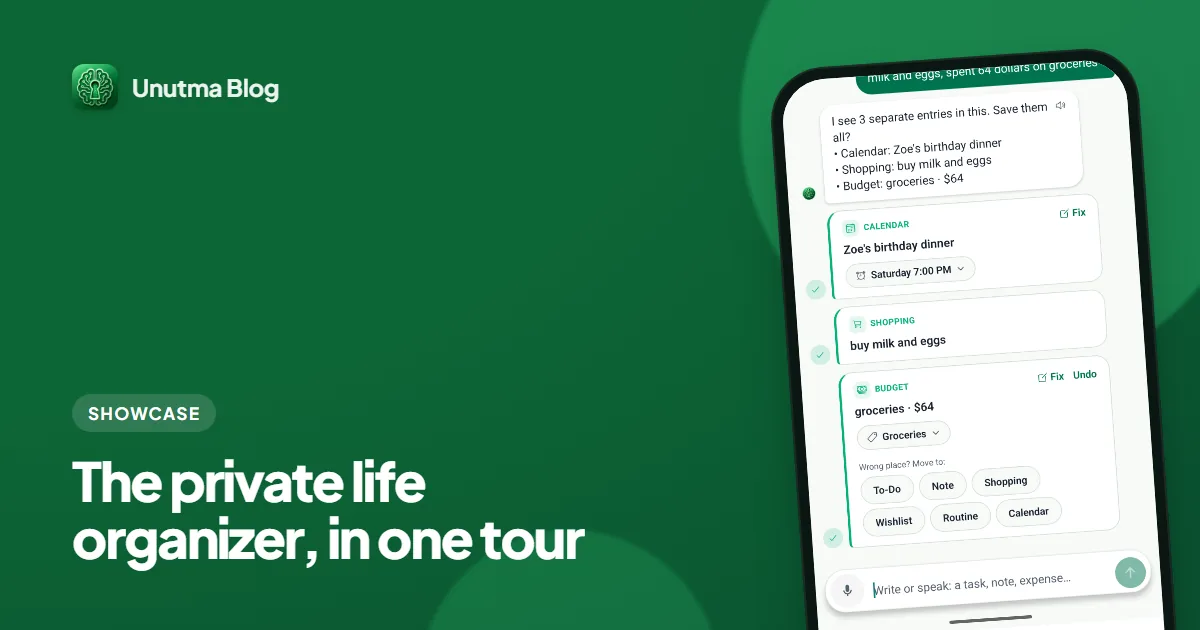 Unutma Blog
SHOWCASE
The private life
organizer, in one tour
milk and eggs, spent 64 dollars on groceries
I see 3 separate entries in this. Save them
all?
• Calendar: Zoe's birthday dinner
• Shopping: buy milk and eggs
• Budget: groceries · $64
CALENDAR
Fix
Zoe's birthday dinner
Saturday 7:00 PM
SHOPPING
buy milk and eggs
BUDGET
Fix Undo
groceries · $64
Groceries
Wrong place? Move to:
To-Do Note Shopping
Wishlist Routine Calendar
Write or speak: a task, note, expense...